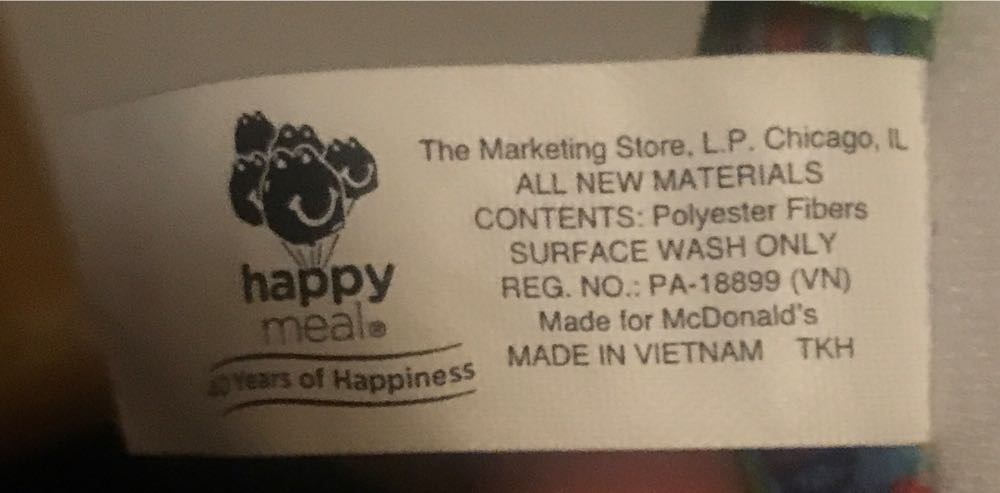 The Marketing Store, L.P. Chicago, IL
ALL NEW MATERIALS
CONTENTS: Polyester Fibers
SURFACE WASH ONLY
REG. NO.: PA-18899 (VN)
Made for McDonald's
MADE IN VIETNAM TKH
happy
meal®
40 Years of Happiness